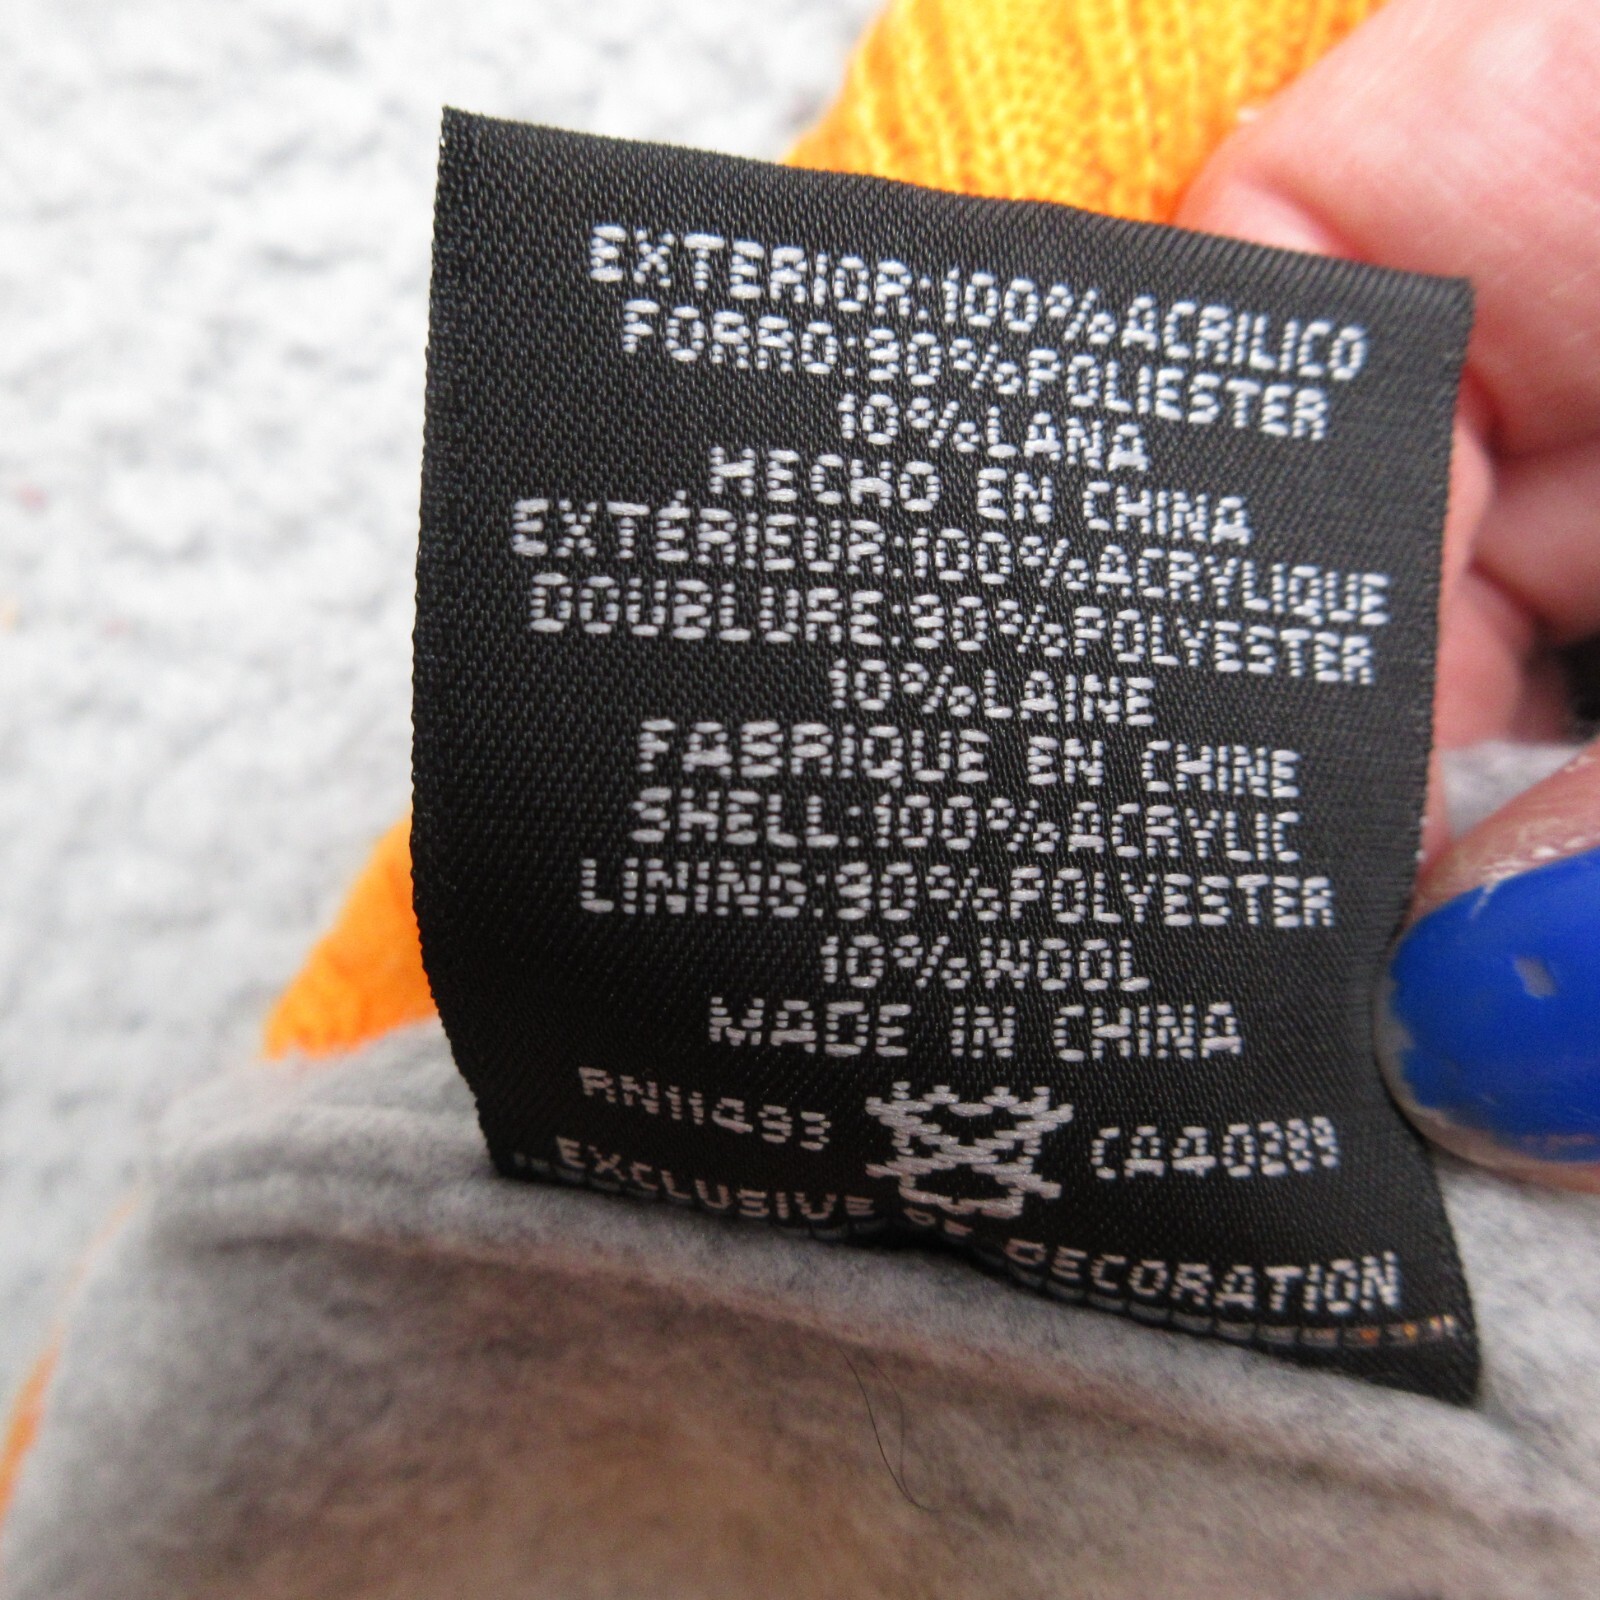 EXTERIOR:100%ACRILICO
FORRO:90%POLIESTER
10%LANA
HECHO EN CHINA
EXTÉRIEUR:100%ACRYLIQUE
DOUBLURE:90%POLYESTER
10%LAINE
FABRIQUE EN CHINE
SHELL:100%ACRYLIC
LINING:90%POLYESTER
10%WOOL
MADE IN CHINA
RN11493 CA40289
EXCLUSIVE OF DECORATION